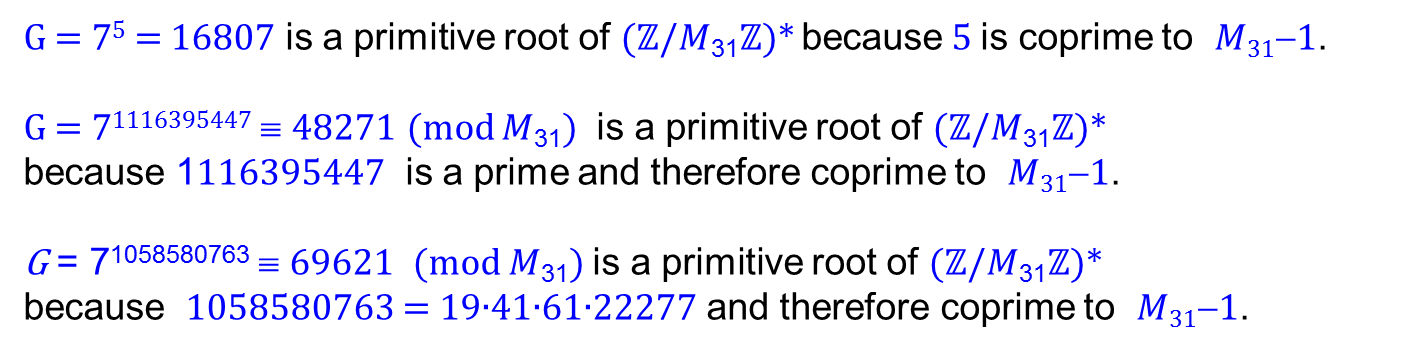 G = 7⁵ = 16807 is a primitive root of (ℤ/M₃₁ℤ)* because 5 is coprime to M₃₁−1.
G = 7¹¹¹⁶³⁹⁵⁴⁴⁷ ≡ 48271 (mod M₃₁) is a primitive root of (ℤ/M₃₁ℤ)*
because 1116395447 is a prime and therefore coprime to M₃₁−1.
G = 7¹⁰⁵⁸⁵⁸⁰⁷⁶³ ≡ 69621 (mod M₃₁) is a primitive root of (ℤ/M₃₁ℤ)*
because 1058580763 = 19·41·61·22277 and therefore coprime to M₃₁−1.